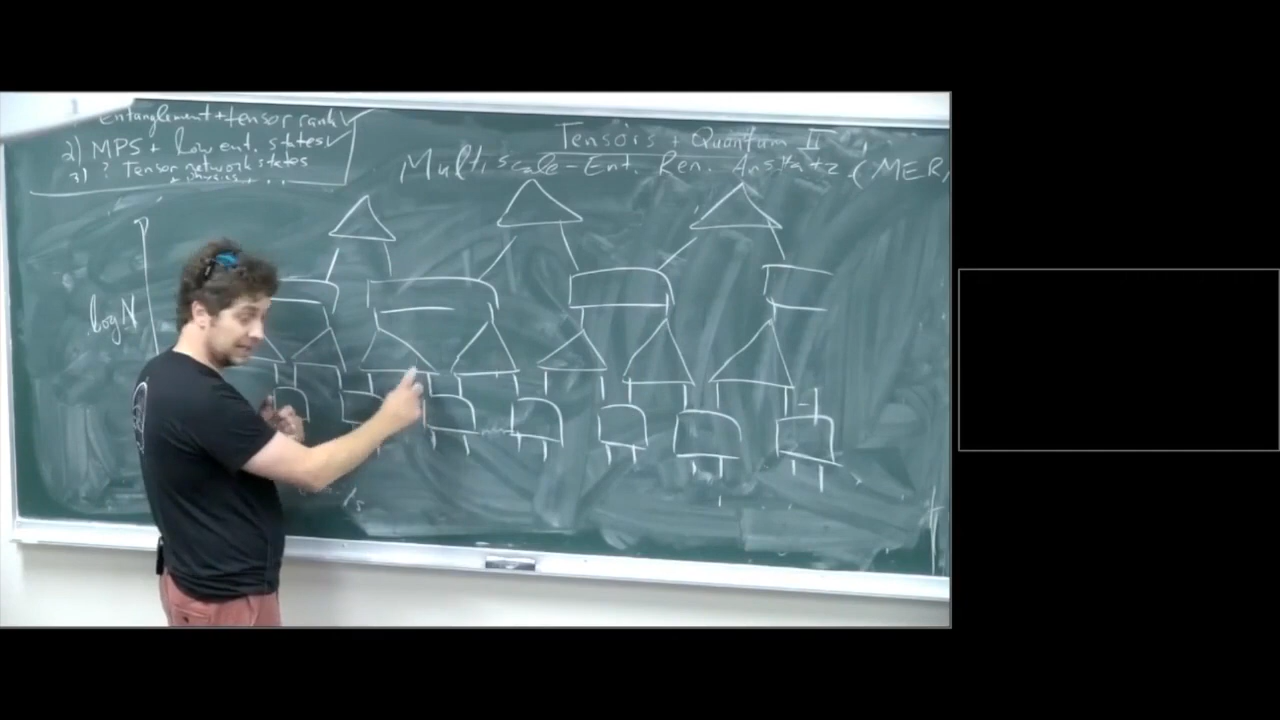 Entanglement + tensor rank ✓
2) MPS + low ent. states ✓
3) ? Tensor network states
+ physics . . .
Tensors + Quantum II
Multiscale-Ent. Ren. Ansatz (MER
log N